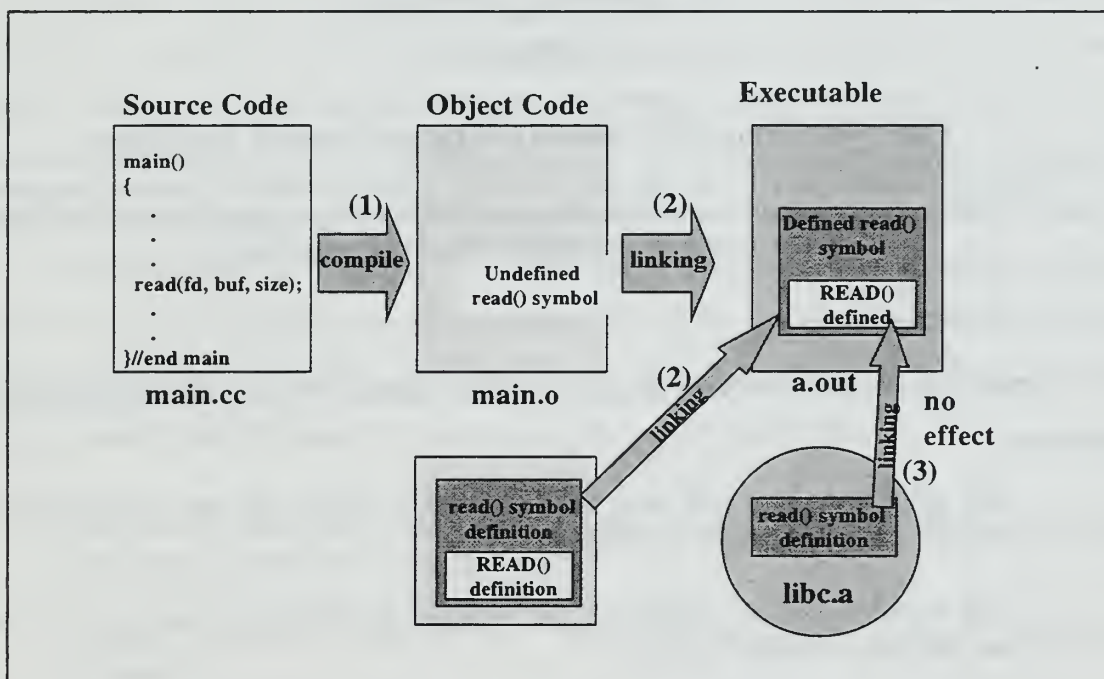 Source Code
Object Code
Executable
main()
{
.
.
.
read(fd, buf, size);
.
.
}//end main
main.cc
(1)
compile
Undefined
read() symbol
main.o
(2)
linking
Defined read()
symbol
READ()
defined
a.out
(2)
linking
read() symbol
definition
READ()
definition
no
effect
linking
(3)
read() symbol
definition
libc.a